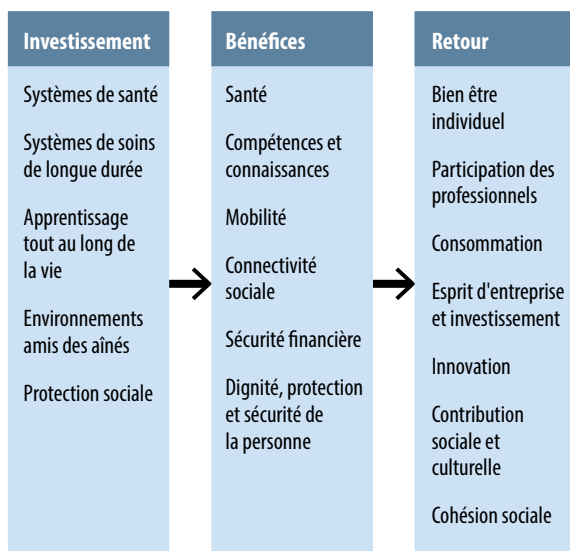 Investissement
Systèmes de santé
Systèmes de soins
de longue durée
Apprentissage
tout au long de
la vie
Environnements
amis des aînés
Protection sociale
Bénéfices
Santé
Compétences et
connaissances
Mobilité
Connectivité
sociale
Sécurité financière
Dignité, protection
et sécurité de
la personne
Retour
Bien être
individuel
Participation des
professionnels
Consommation
Esprit d'entreprise
et investissement
Innovation
Contribution
sociale et
culturelle
Cohésion sociale